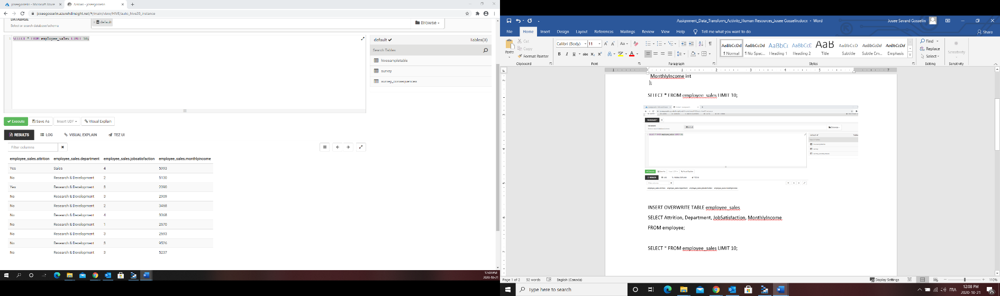 joseegosselin - Microsoft Azure
Ambari - joseegosselin
joseegosselin.azurehdinsight.net/#/main/view/HIVE/auto_hive20_instance
DATABASE
Select or search database/schema
× default
Browse
1 SELECT * FROM employee_sales LIMIT 10;
default
Tables(3)
Search Tables
hivesampletable
survey
survey_consequences
Execute
Save As
Insert UDF
Visual Explain
RESULTS
LOG
VISUAL EXPLAIN
TEZ UI
Filter columns
employee_sales.attrition employee_sales.department employee_sales.jobsatisfaction employee_sales.monthlyincome
Yes Sales 4 5993
No Research & Development 2 5130
Yes Research & Development 3 2090
No Research & Development 3 2909
No Research & Development 2 3468
No Research & Development 4 3068
No Research & Development 1 2670
No Research & Development 3 2693
No Research & Development 3 9526
No Research & Development 3 5237
12:08 PM
2020-10-21
Assignment_Data_Transform_Activity_Human Resources_Josee Gosselin.docx - Word
Josee Savard Gosselin
File Home Insert Design Layout References Mailings Review View Help Tell me what you want to do
Share
Paste
Cut
Copy
Format Painter
Clipboard
Calibri (Body) 11
Font
Paragraph
AaBbCcDd AaBbCcDd AaBbCc AaBbCcC AaB AaBbCcD AaBbCcDd AaBbCcDd
¶ Normal ¶ No Spac... Heading 1 Heading 2 Title Subtitle Subtle Em... Emphasis
Styles
Find
Replace
Select
Editing
Sensitivity
Sensitivity
MonthlyIncome int
);
SELECT * FROM employee_sales LIMIT 10;
INSERT OVERWRITE TABLE employee_sales
SELECT Attrition, Department, JobSatisfaction, MonthlyIncome
FROM employee;
SELECT * FROM employee_sales LIMIT 10;
Page 1 of 2 52 words English (Canada)
Display Settings
110%
Type here to search
FRA
12:08 PM
2020-10-21
25